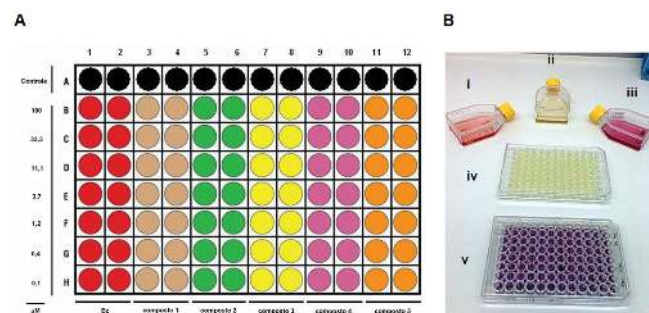 A
B
1 2 3 4 5 6 7 8 9 10 11 12
Controle A
100 B
33,3 C
11,1 D
3,7 E
1,2 F
0,4 G
0,1 H
µM
Bz composto 1 composto 2 composto 3 composto 4 composto 5
i
ii
iii
iv
v